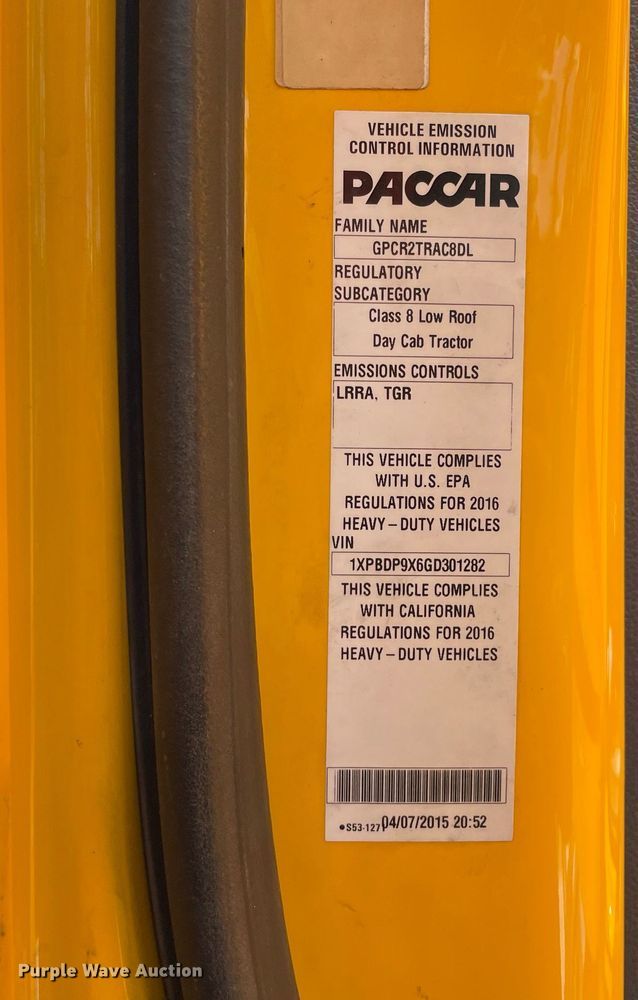 VEHICLE EMISSION
CONTROL INFORMATION
PACCAR
FAMILY NAME
GPCR2TRAC8DL
REGULATORY
SUBCATEGORY
Class 8 Low Roof
Day Cab Tractor
EMISSIONS CONTROLS
LRRA, TGR
THIS VEHICLE COMPLIES
WITH U.S. EPA
REGULATIONS FOR 2016
HEAVY–DUTY VEHICLES
VIN
1XPBDP9X6GD301282
THIS VEHICLE COMPLIES
WITH CALIFORNIA
REGULATIONS FOR 2016
HEAVY–DUTY VEHICLES
●S53-127 04/07/2015 20:52
Purple Wave Auction